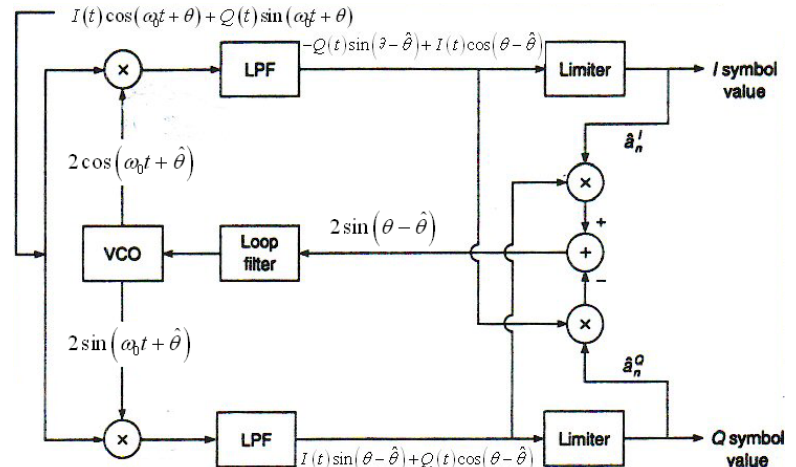 I(t)cos(ω₀t+θ)+Q(t)sin(ω₀t+θ)
× LPF -Q(t)sin(θ-θ̂)+I(t)cos(θ-θ̂) Limiter I symbol
value
âₙᴵ
2cos(ω₀t+θ̂) ×
+
VCO Loop
filter 2sin(θ-θ̂) +
−
×
2sin(ω₀t+θ̂)
âₙQ
× LPF I(t)sin(θ-θ̂)+Q(t)cos(θ-θ̂) Limiter Q symbol
value